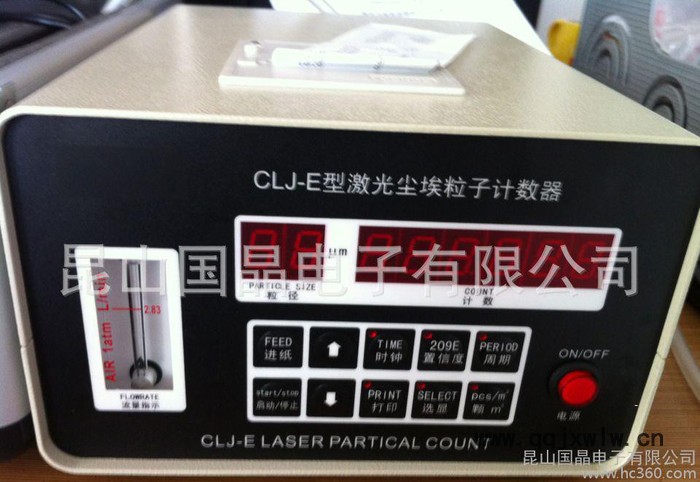 CLJ-E型激光尘埃粒子计数器
μm
PARTICLE SIZE
粒 径
COUNT
计 数
昆山国晶电子有限公司
AIR 1atm L/min
2.83
FLOWRATE
流量指示
FEED
进纸
TIME
时钟
209E
置信度
PERIOD
周期
start/stop
启动/停止
PRINT
打印
SELECT
选显
pcs/m³
颗 m³
ON/OFF
电源
CLJ-E LASER PARTICAL COUNT
www.qqjxwlw.cn
昆山国晶电子有限公司
www.hc360.com